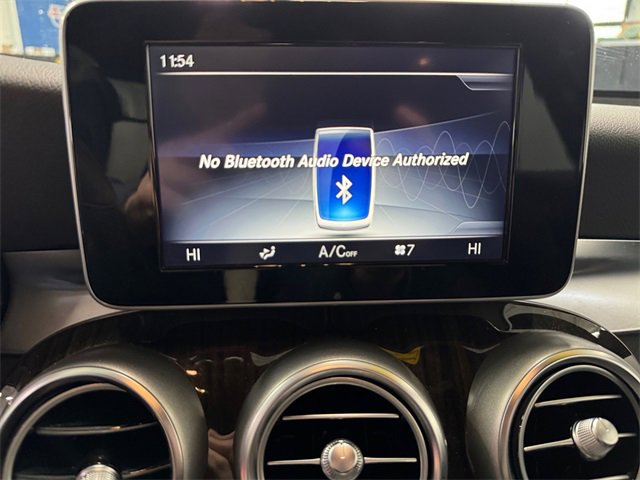 11:54
No Bluetooth Audio Device Authorized
HI A/COFF 7 HI